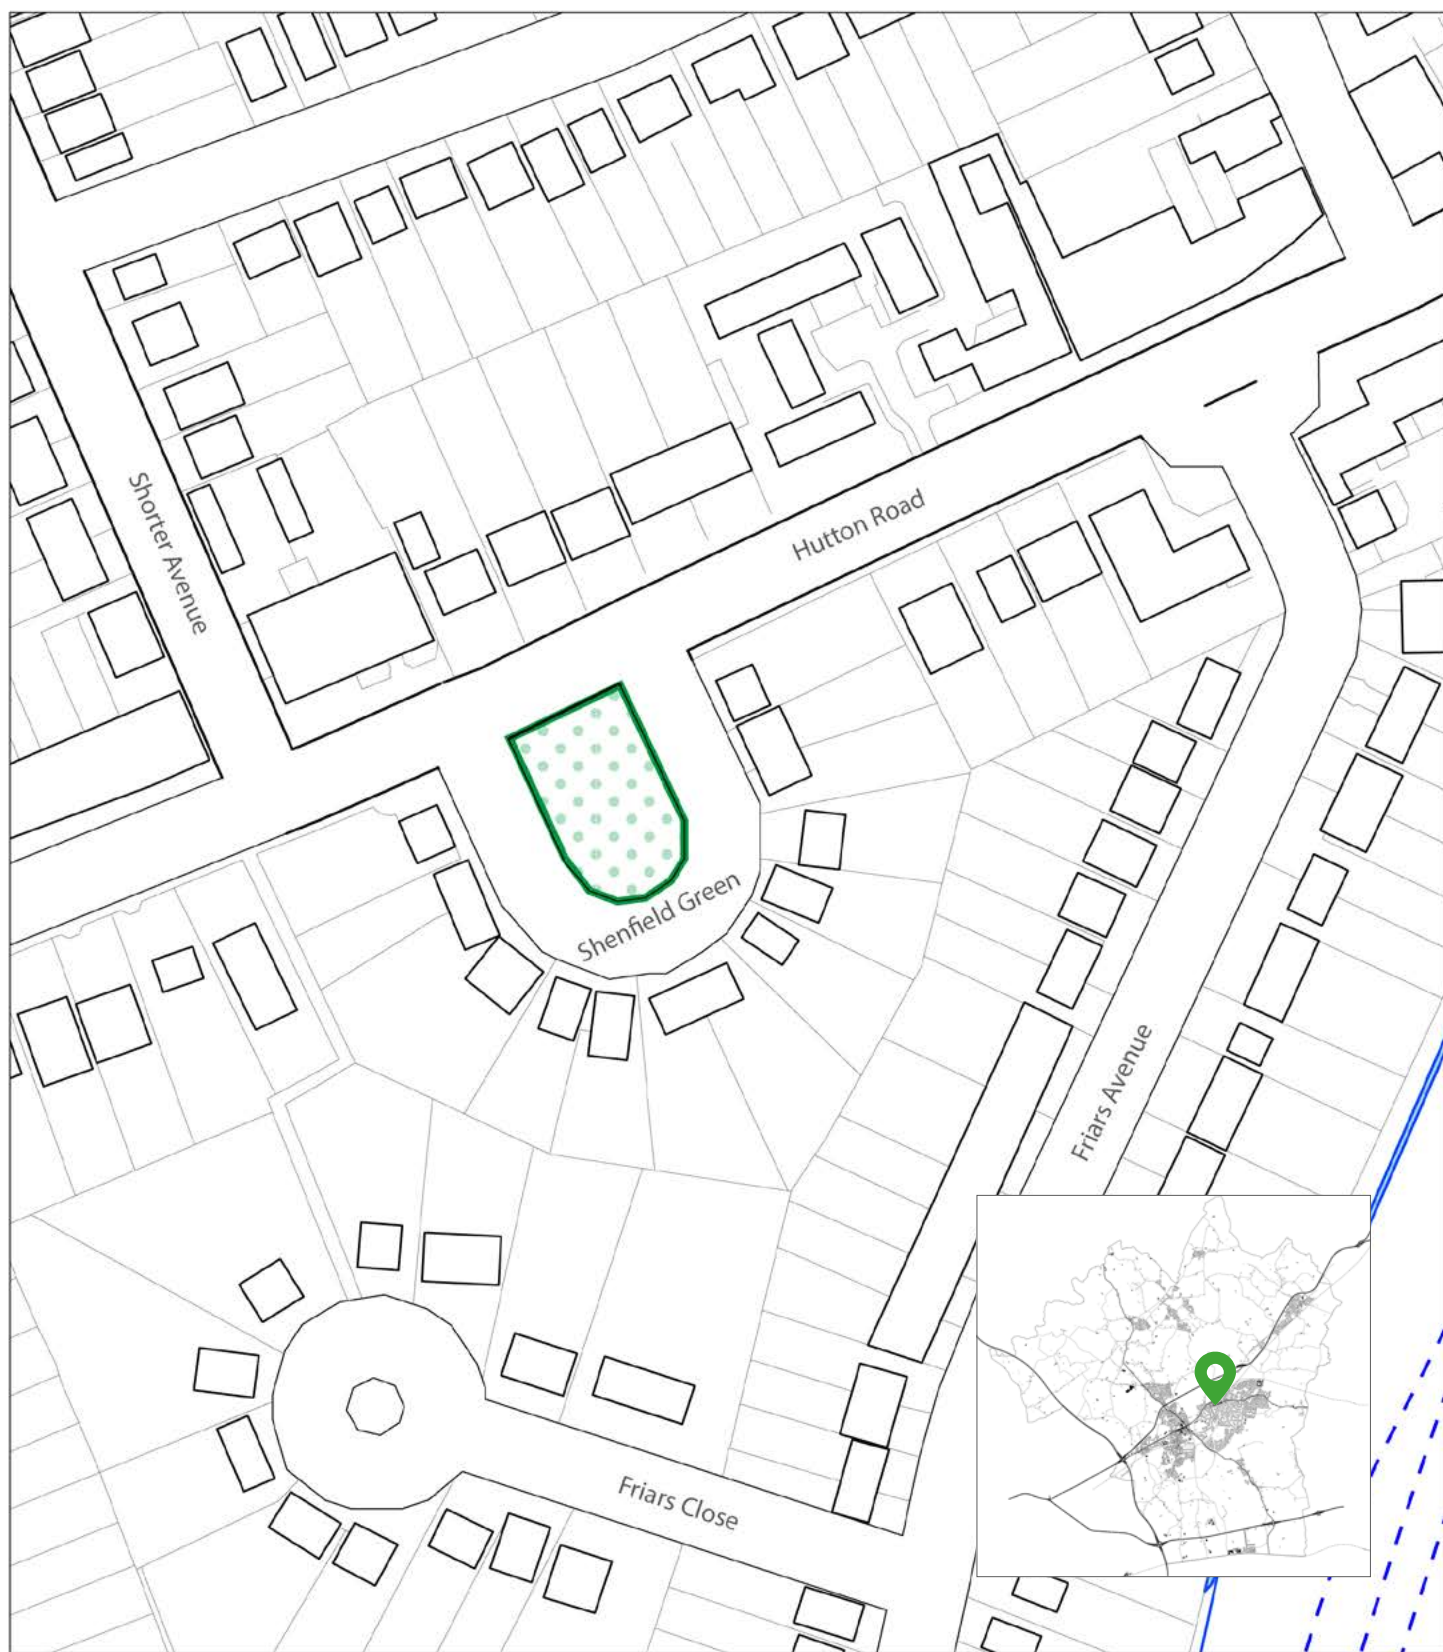 Shorter Avenue
Hutton Road
Shenfield Green
Friars Avenue
Friars Close